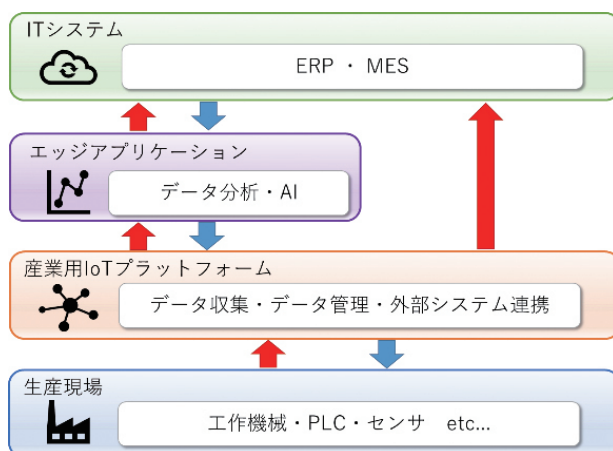 ITシステム
ERP ・ MES
エッジアプリケーション
データ分析・AI
産業用IoTプラットフォーム
データ収集・データ管理・外部システム連携
生産現場
工作機械・PLC・センサ etc...